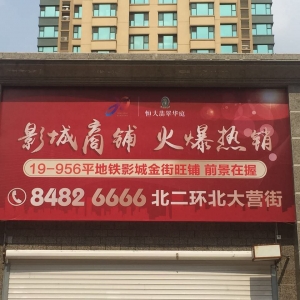 恒大翡翠华庭
影城商铺 火爆热销
19-956平地铁影城金街旺铺 前景在握
8482 6666 北二环北大营街